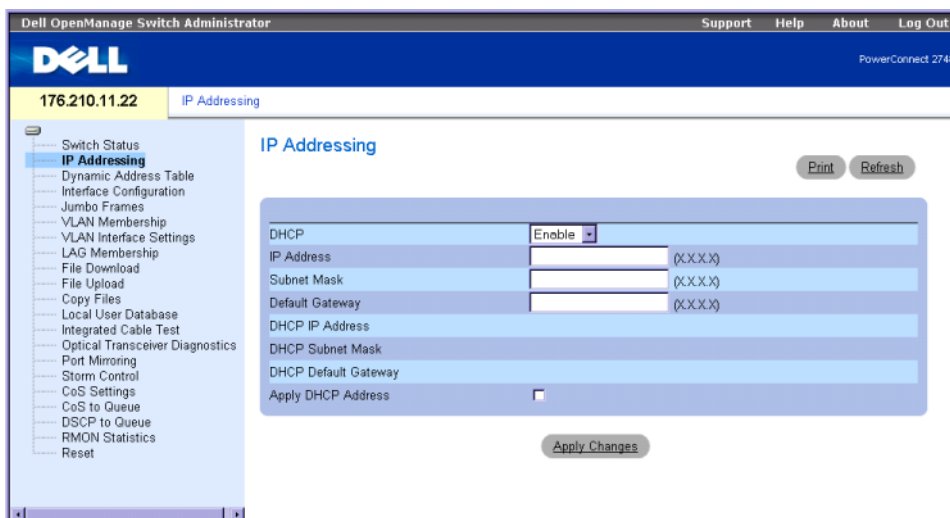 Dell OpenManage Switch Administrator Support Help About Log Out
DELL
PowerConnect 274
176.210.11.22 IP Addressing
Switch Status
IP Addressing
Dynamic Address Table
Interface Configuration
Jumbo Frames
VLAN Membership
VLAN Interface Settings
LAG Membership
File Download
File Upload
Copy Files
Local User Database
Integrated Cable Test
Optical Transceiver Diagnostics
Port Mirroring
Storm Control
CoS Settings
CoS to Queue
DSCP to Queue
RMON Statistics
Reset
IP Addressing
Print Refresh
DHCP Enable
IP Address (X.X.X.X)
Subnet Mask (X.X.X.X)
Default Gateway (X.X.X.X)
DHCP IP Address
DHCP Subnet Mask
DHCP Default Gateway
Apply DHCP Address
Apply Changes